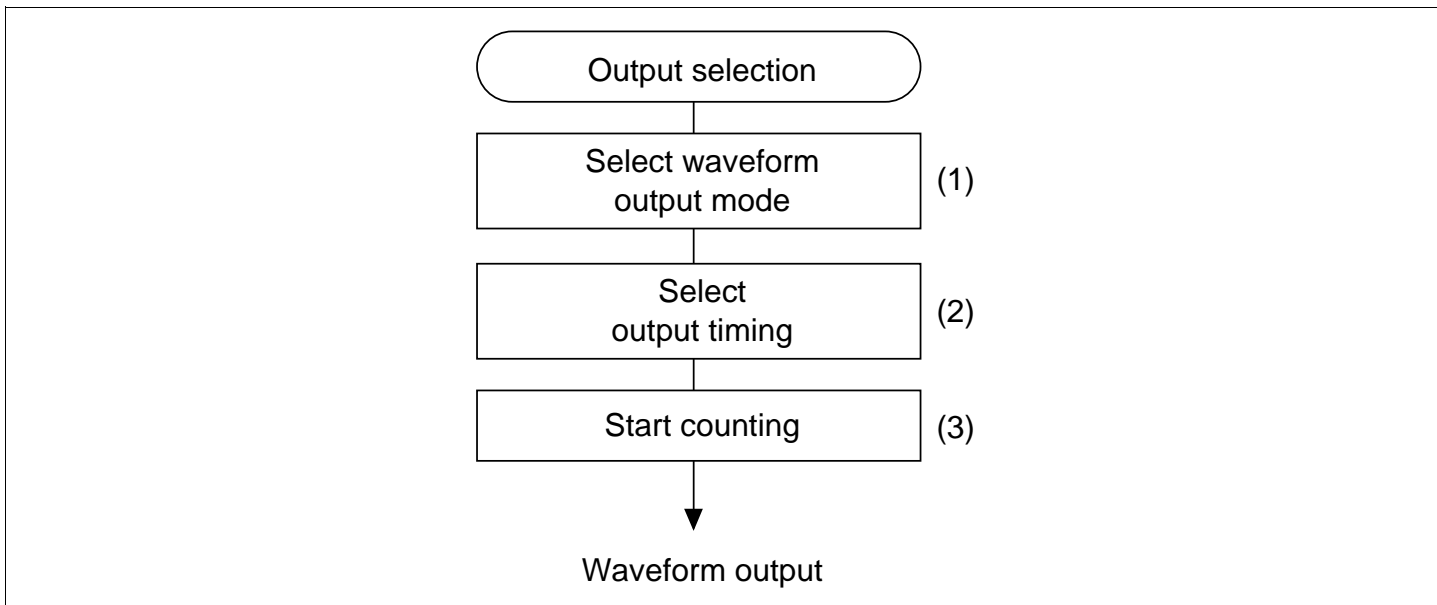 Output selection
Select waveform
output mode
(1)
Select
output timing
(2)
Start counting
(3)
Waveform output